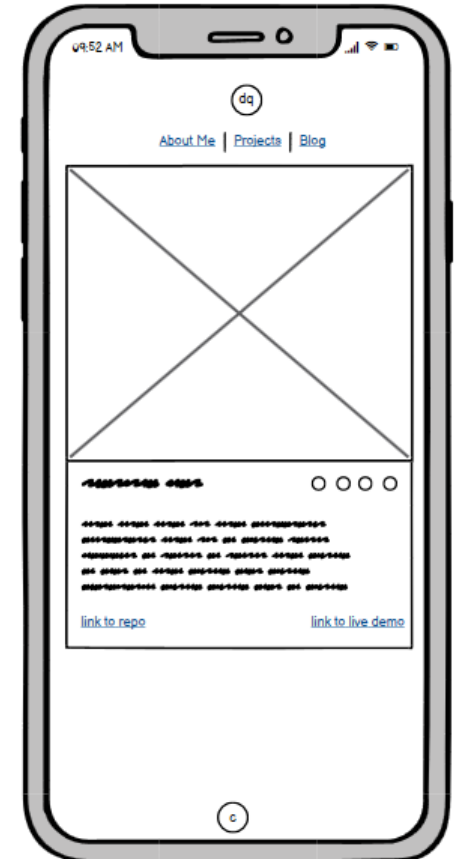 09:52 AM
dq
About Me | Projects | Blog
link to repo
link to live demo
c